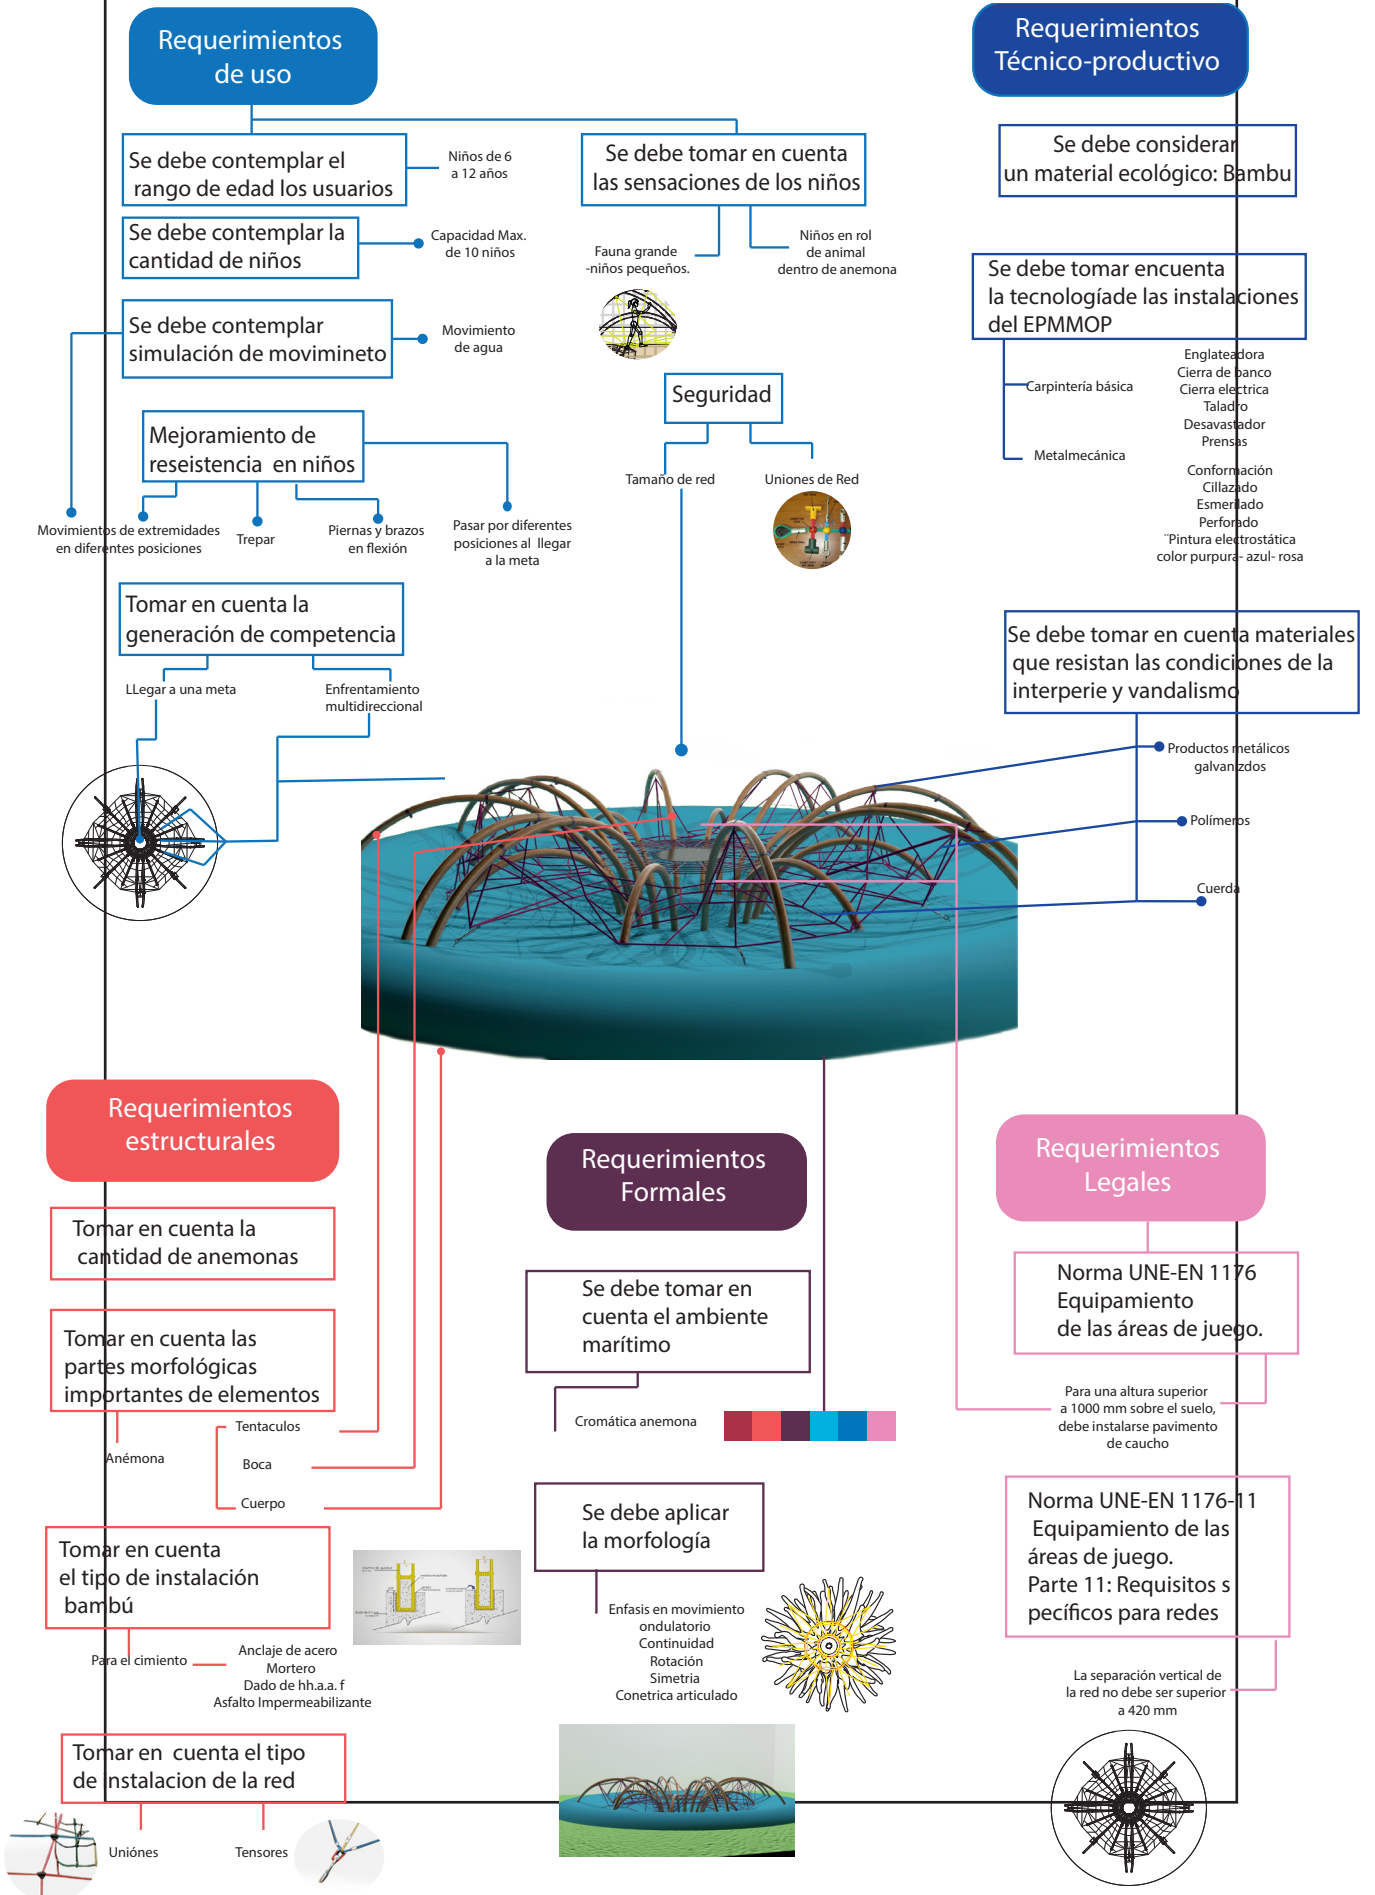 Requerimientos
de uso
Se debe contemplar el
rango de edad los usuarios
Niños de 6
a 12 años
Se debe contemplar la
cantidad de niños
Capacidad Max.
de 10 niños
Se debe contemplar
simulación de movimineto
Movimiento
de agua
Mejoramiento de
reseistencia en niños
Movimientos de extremidades
en diferentes posiciones
Trepar
Piernas y brazos
en flexión
Pasar por diferentes
posiciones al llegar
a la meta
Tomar en cuenta la
generación de competencia
LLegar a una meta
Enfrentamiento
multidireccional
Se debe tomar en cuenta
las sensaciones de los niños
Fauna grande
-niños pequeños.
Niños en rol
de animal
dentro de anemona
Seguridad
Tamaño de red
Uniones de Red
Requerimientos
Técnico-productivo
Se debe considerar
un material ecológico: Bambu
Se debe tomar encuenta
la tecnologíade las instalaciones
del EPMMOP
Carpintería básica
Englateadora
Cierra de banco
Cierra electrica
Taladro
Desavastador
Prensas
Metalmecánica
Conformación
Cillazado
Esmerilado
Perforado
¨Pintura electrostática
color purpura- azul- rosa
Se debe tomar en cuenta materiales
que resistan las condiciones de la
interperie y vandalismo
Productos metálicos
galvanizdos
Polímeros
Cuerda
Requerimientos
estructurales
Tomar en cuenta la
cantidad de anemonas
Tomar en cuenta las
partes morfológicas
importantes de elementos
Anémona
Tentaculos
Boca
Cuerpo
Tomar en cuenta
el tipo de instalación
bambú
Para el cimiento
Anclaje de acero
Mortero
Dado de hh.a.a. f
Asfalto Impermeabilizante
Tomar en cuenta el tipo
de instalacion de la red
Uniónes
Tensores
Requerimientos
Formales
Se debe tomar en
cuenta el ambiente
marítimo
Cromática anemona
Se debe aplicar
la morfología
Enfasis en movimiento
ondulatorio
Continuidad
Rotación
Simetria
Conetrica articulado
Requerimientos
Legales
Norma UNE-EN 1176
Equipamiento
de las áreas de juego.
Para una altura superior
a 1000 mm sobre el suelo,
debe instalarse pavimento
de caucho
Norma UNE-EN 1176-11
Equipamiento de las
áreas de juego.
Parte 11: Requisitos s
pecíficos para redes
La separación vertical de
la red no debe ser superior
a 420 mm